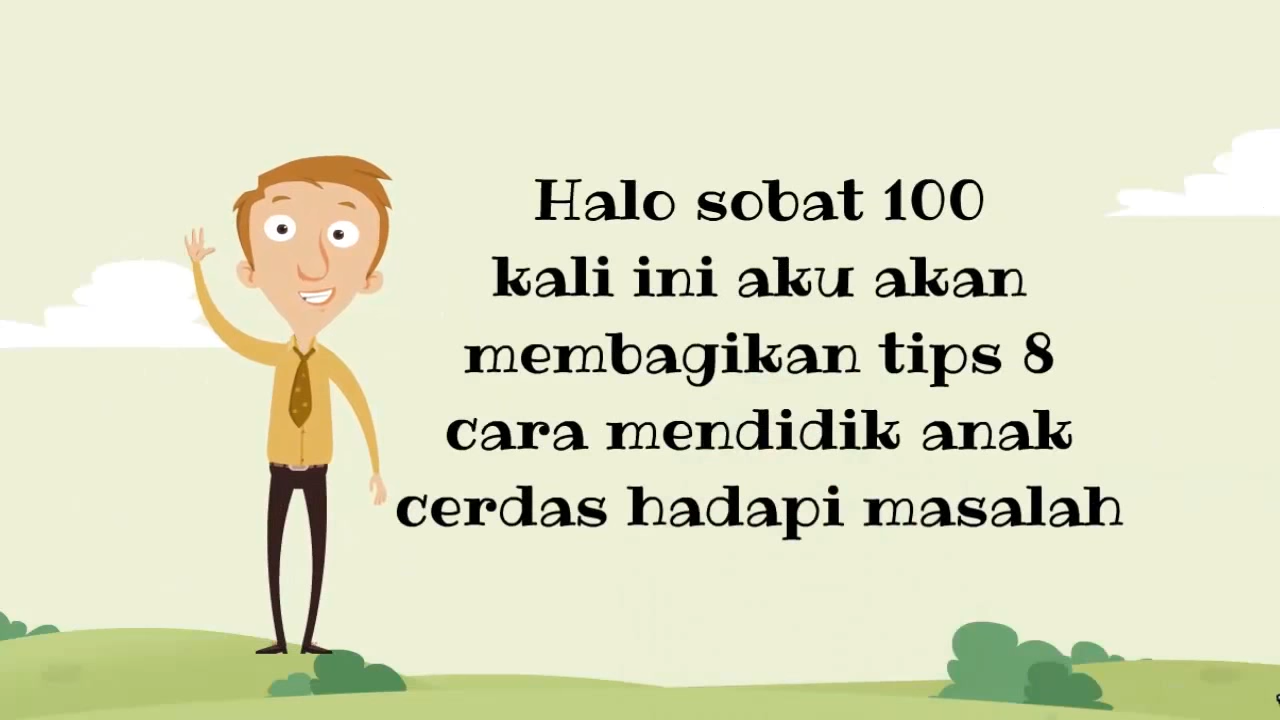 Halo sobat 100
kali ini aku akan
membagikan tips 8
cara mendidik anak
cerdas hadapi masalah